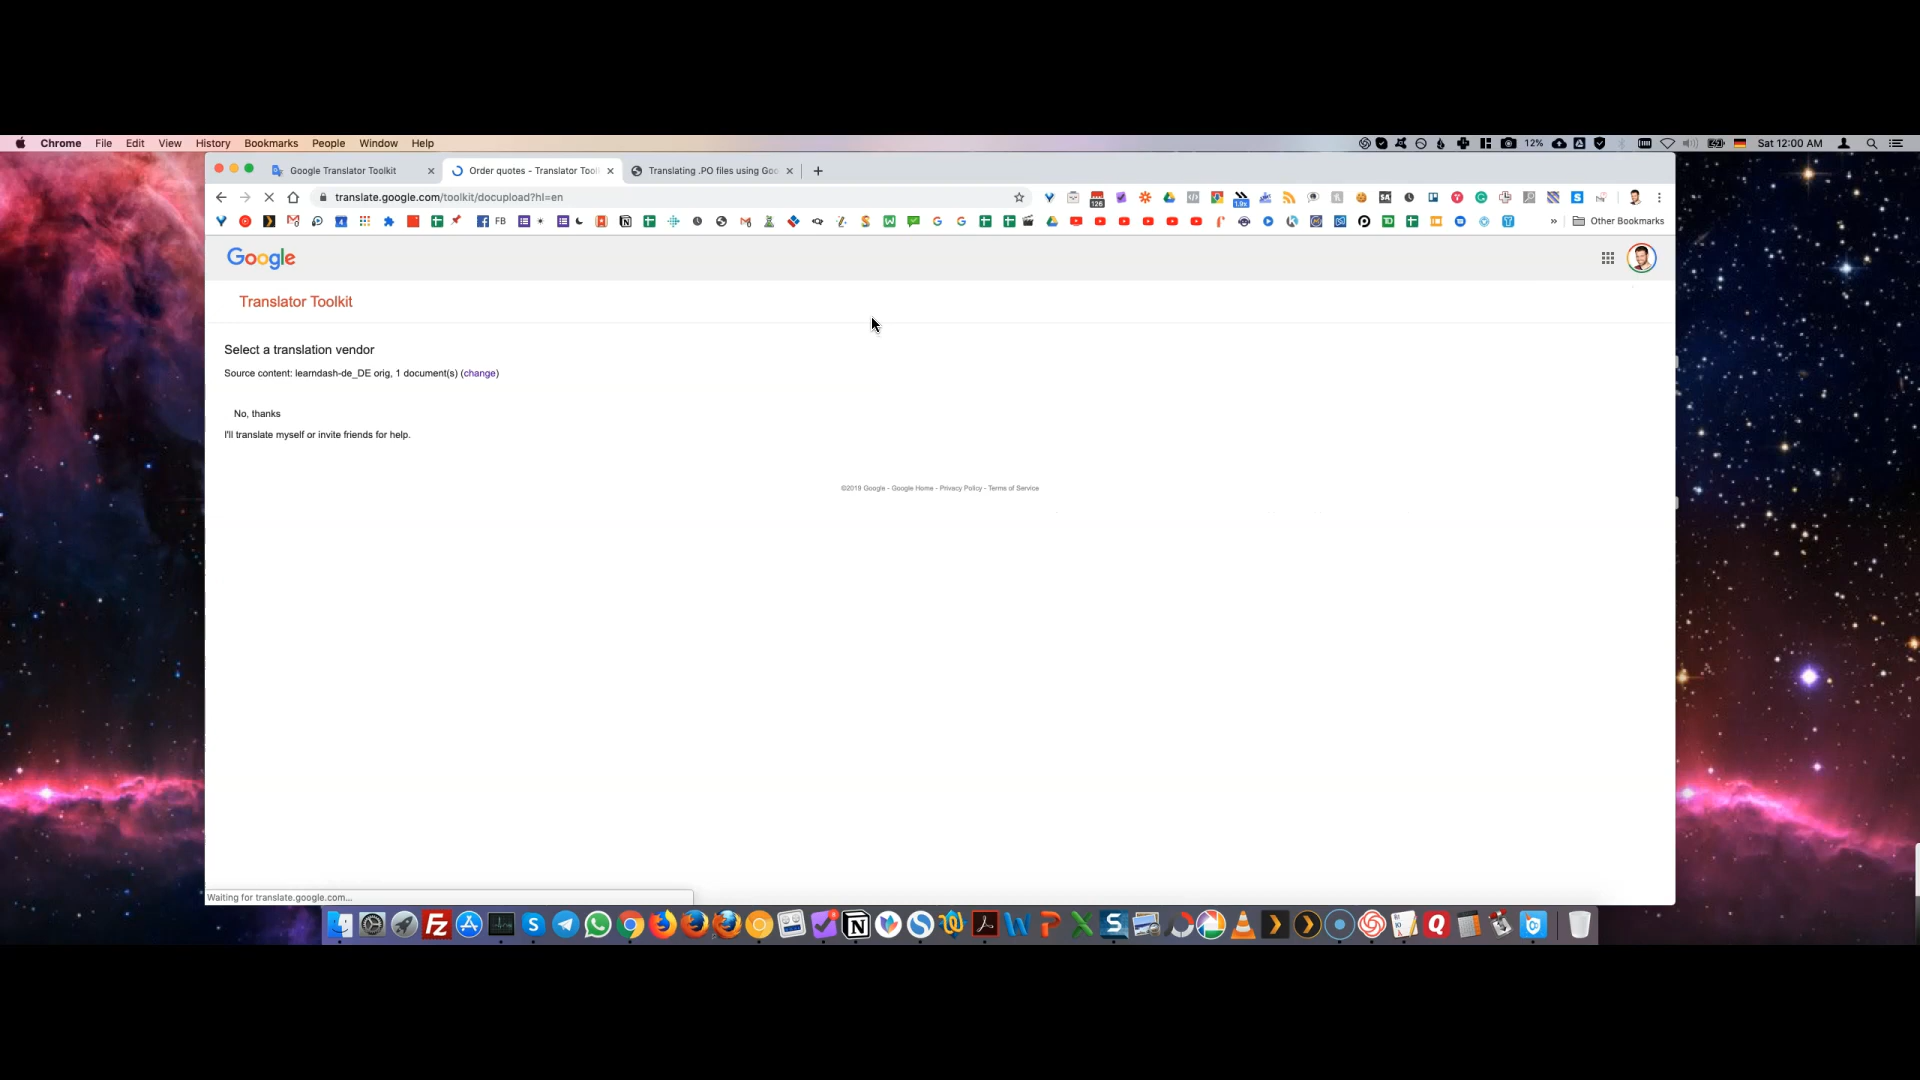 Chrome File Edit View History Bookmarks People Window Help
12% Sat 12:00 AM
Google Translator Toolkit
Order quotes - Translator Tool
Translating .PO files using Goo
translate.google.com/toolkit/docupload?hl=en
126
1.9x
FB
Other Bookmarks
Google
Translator Toolkit
Select a translation vendor
Source content: learndash-de_DE orig, 1 document(s) (change)
No, thanks
I'll translate myself or invite friends for help.
©2019 Google - Google Home - Privacy Policy - Terms of Service
Waiting for translate.google.com...